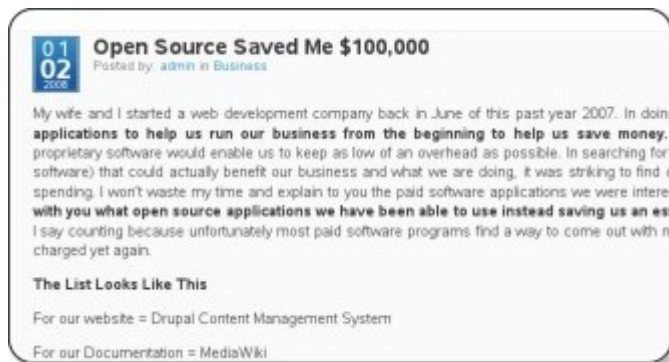 01
02
2008
Open Source Saved Me $100,000
Posted by: admin in Business
My wife and I started a web development company back in June of this past year 2007. In doin
applications to help us run our business from the beginning to help us save money.
proprietary software would enable us to keep as low of an overhead as possible. In searching for
software) that could actually benefit our business and what we are doing, it was striking to find
spending. I won't waste my time and explain to you the paid software applications we were inter
with you what open source applications we have been able to use instead saving us an es
I say counting because unfortunately most paid software programs find a way to come out with
charged yet again.
The List Looks Like This
For our website = Drupal Content Management System
For our Documentation = MediaWiki